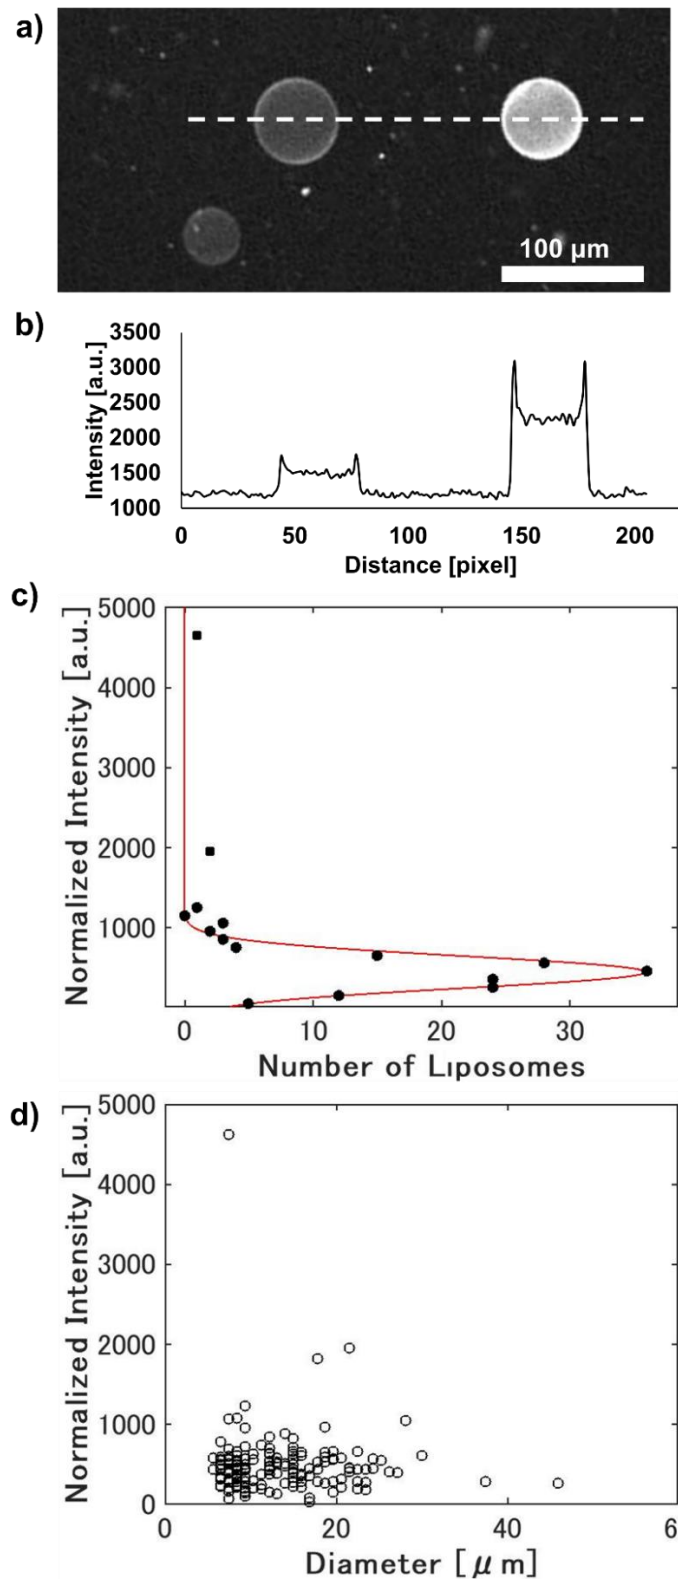 a)
100 µm
b)
Intensity [a.u.]
3500
3000
2500
2000
1500
1000
0 50 100 150 200
Distance [pixel]
c)
Normalized Intensity [a.u.]
5000
4000
3000
2000
1000
0 10 20 30
Number of Liposomes
d)
Normalized Intensity [a.u.]
5000
4000
3000
2000
1000
0
0 20 40 6
Diameter [μm]